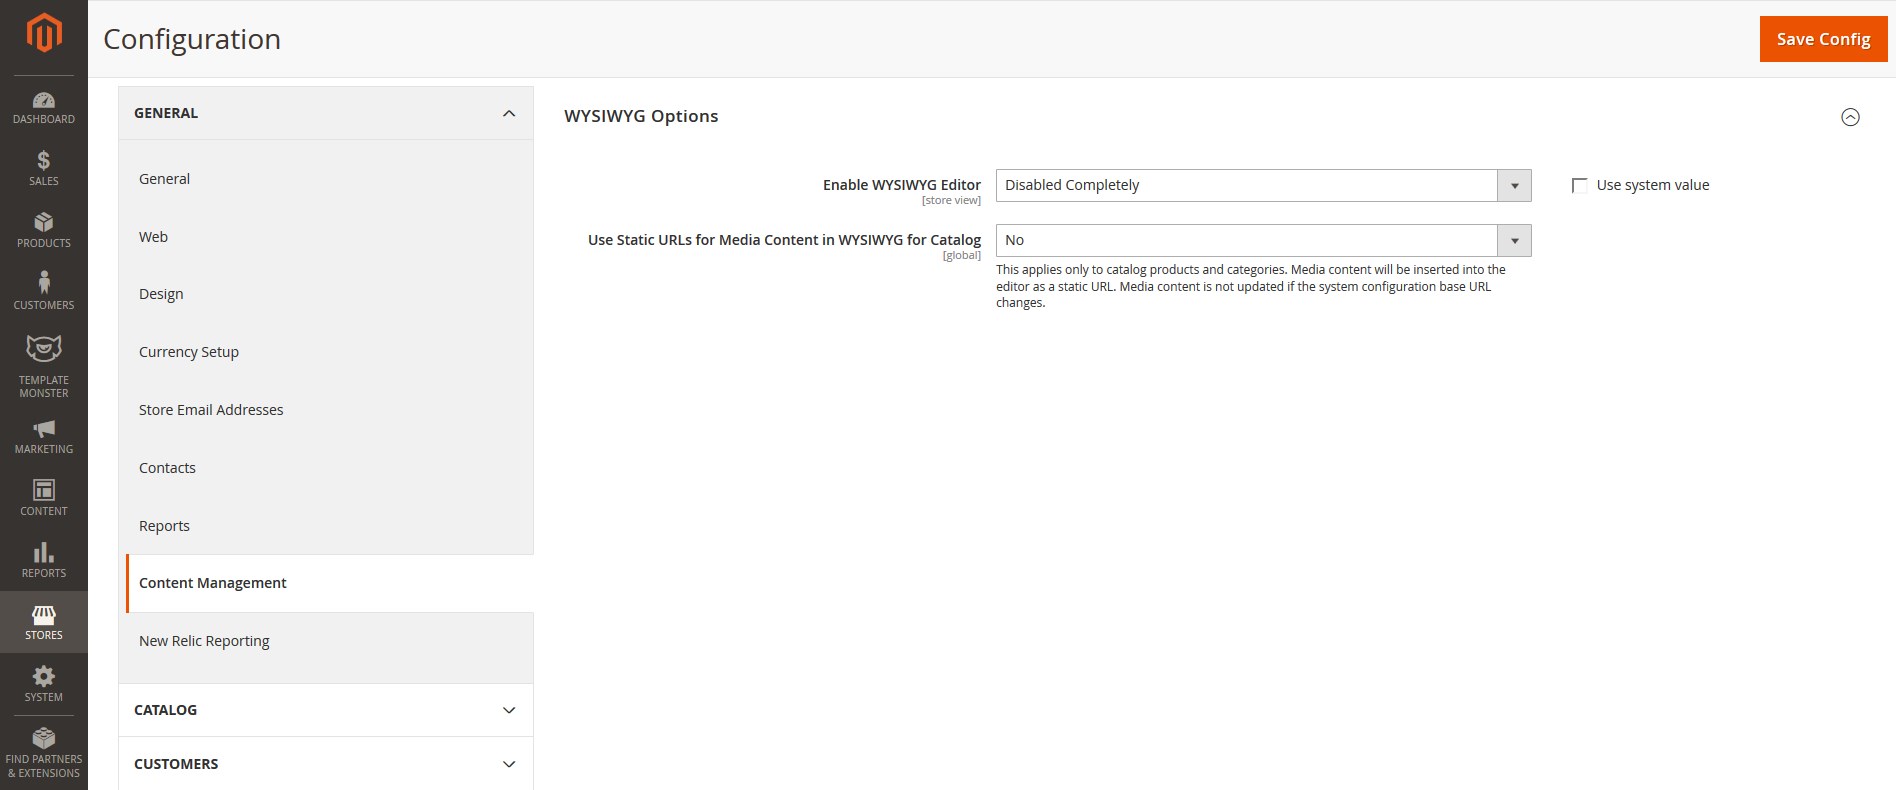 Configuration
Save Config
DASHBOARD
SALES
PRODUCTS
CUSTOMERS
TEMPLATE
MONSTER
MARKETING
CONTENT
REPORTS
STORES
SYSTEM
FIND PARTNERS
& EXTENSIONS
GENERAL
General
Web
Design
Currency Setup
Store Email Addresses
Contacts
Reports
Content Management
New Relic Reporting
CATALOG
CUSTOMERS
WYSIWYG Options
Enable WYSIWYG Editor
[store view]
Disabled Completely
Use system value
Use Static URLs for Media Content in WYSIWYG for Catalog
[global]
No
This applies only to catalog products and categories. Media content will be inserted into the
editor as a static URL. Media content is not updated if the system configuration base URL
changes.